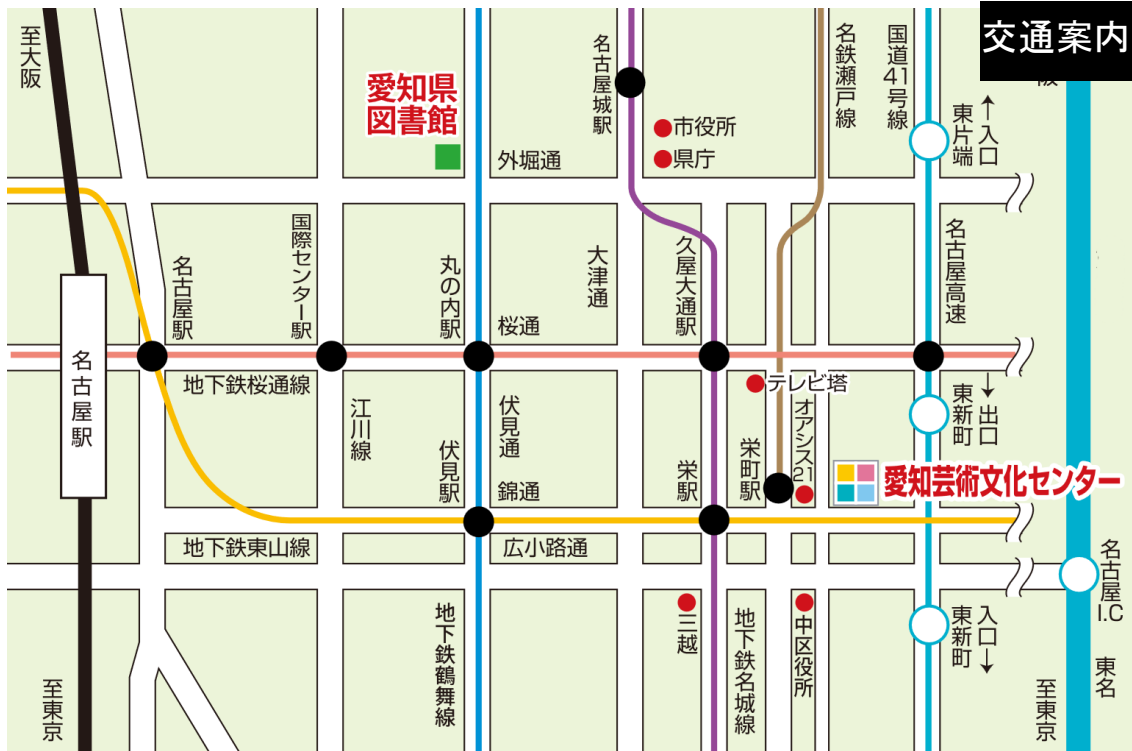 交通案内
至大阪
愛知県
図書館
名古屋城駅
市役所
県庁
名鉄瀬戸線
国道41号線
東片端
↑入口
阪
外堀通
名古屋駅
国際センター駅
丸の内駅
桜通
大津通
久屋大通駅
名古屋高速
名古屋駅
地下鉄桜通線
江川線
伏見通
伏見駅
錦通
栄駅
栄町駅
テレビ塔
オアシス21
東新町
↓出口
愛知芸術文化センター
地下鉄東山線
広小路通
名古屋I.C
地下鉄鶴舞線
三越
地下鉄名城線
中区役所
東新町
入口↓
東名
至東京
至東京